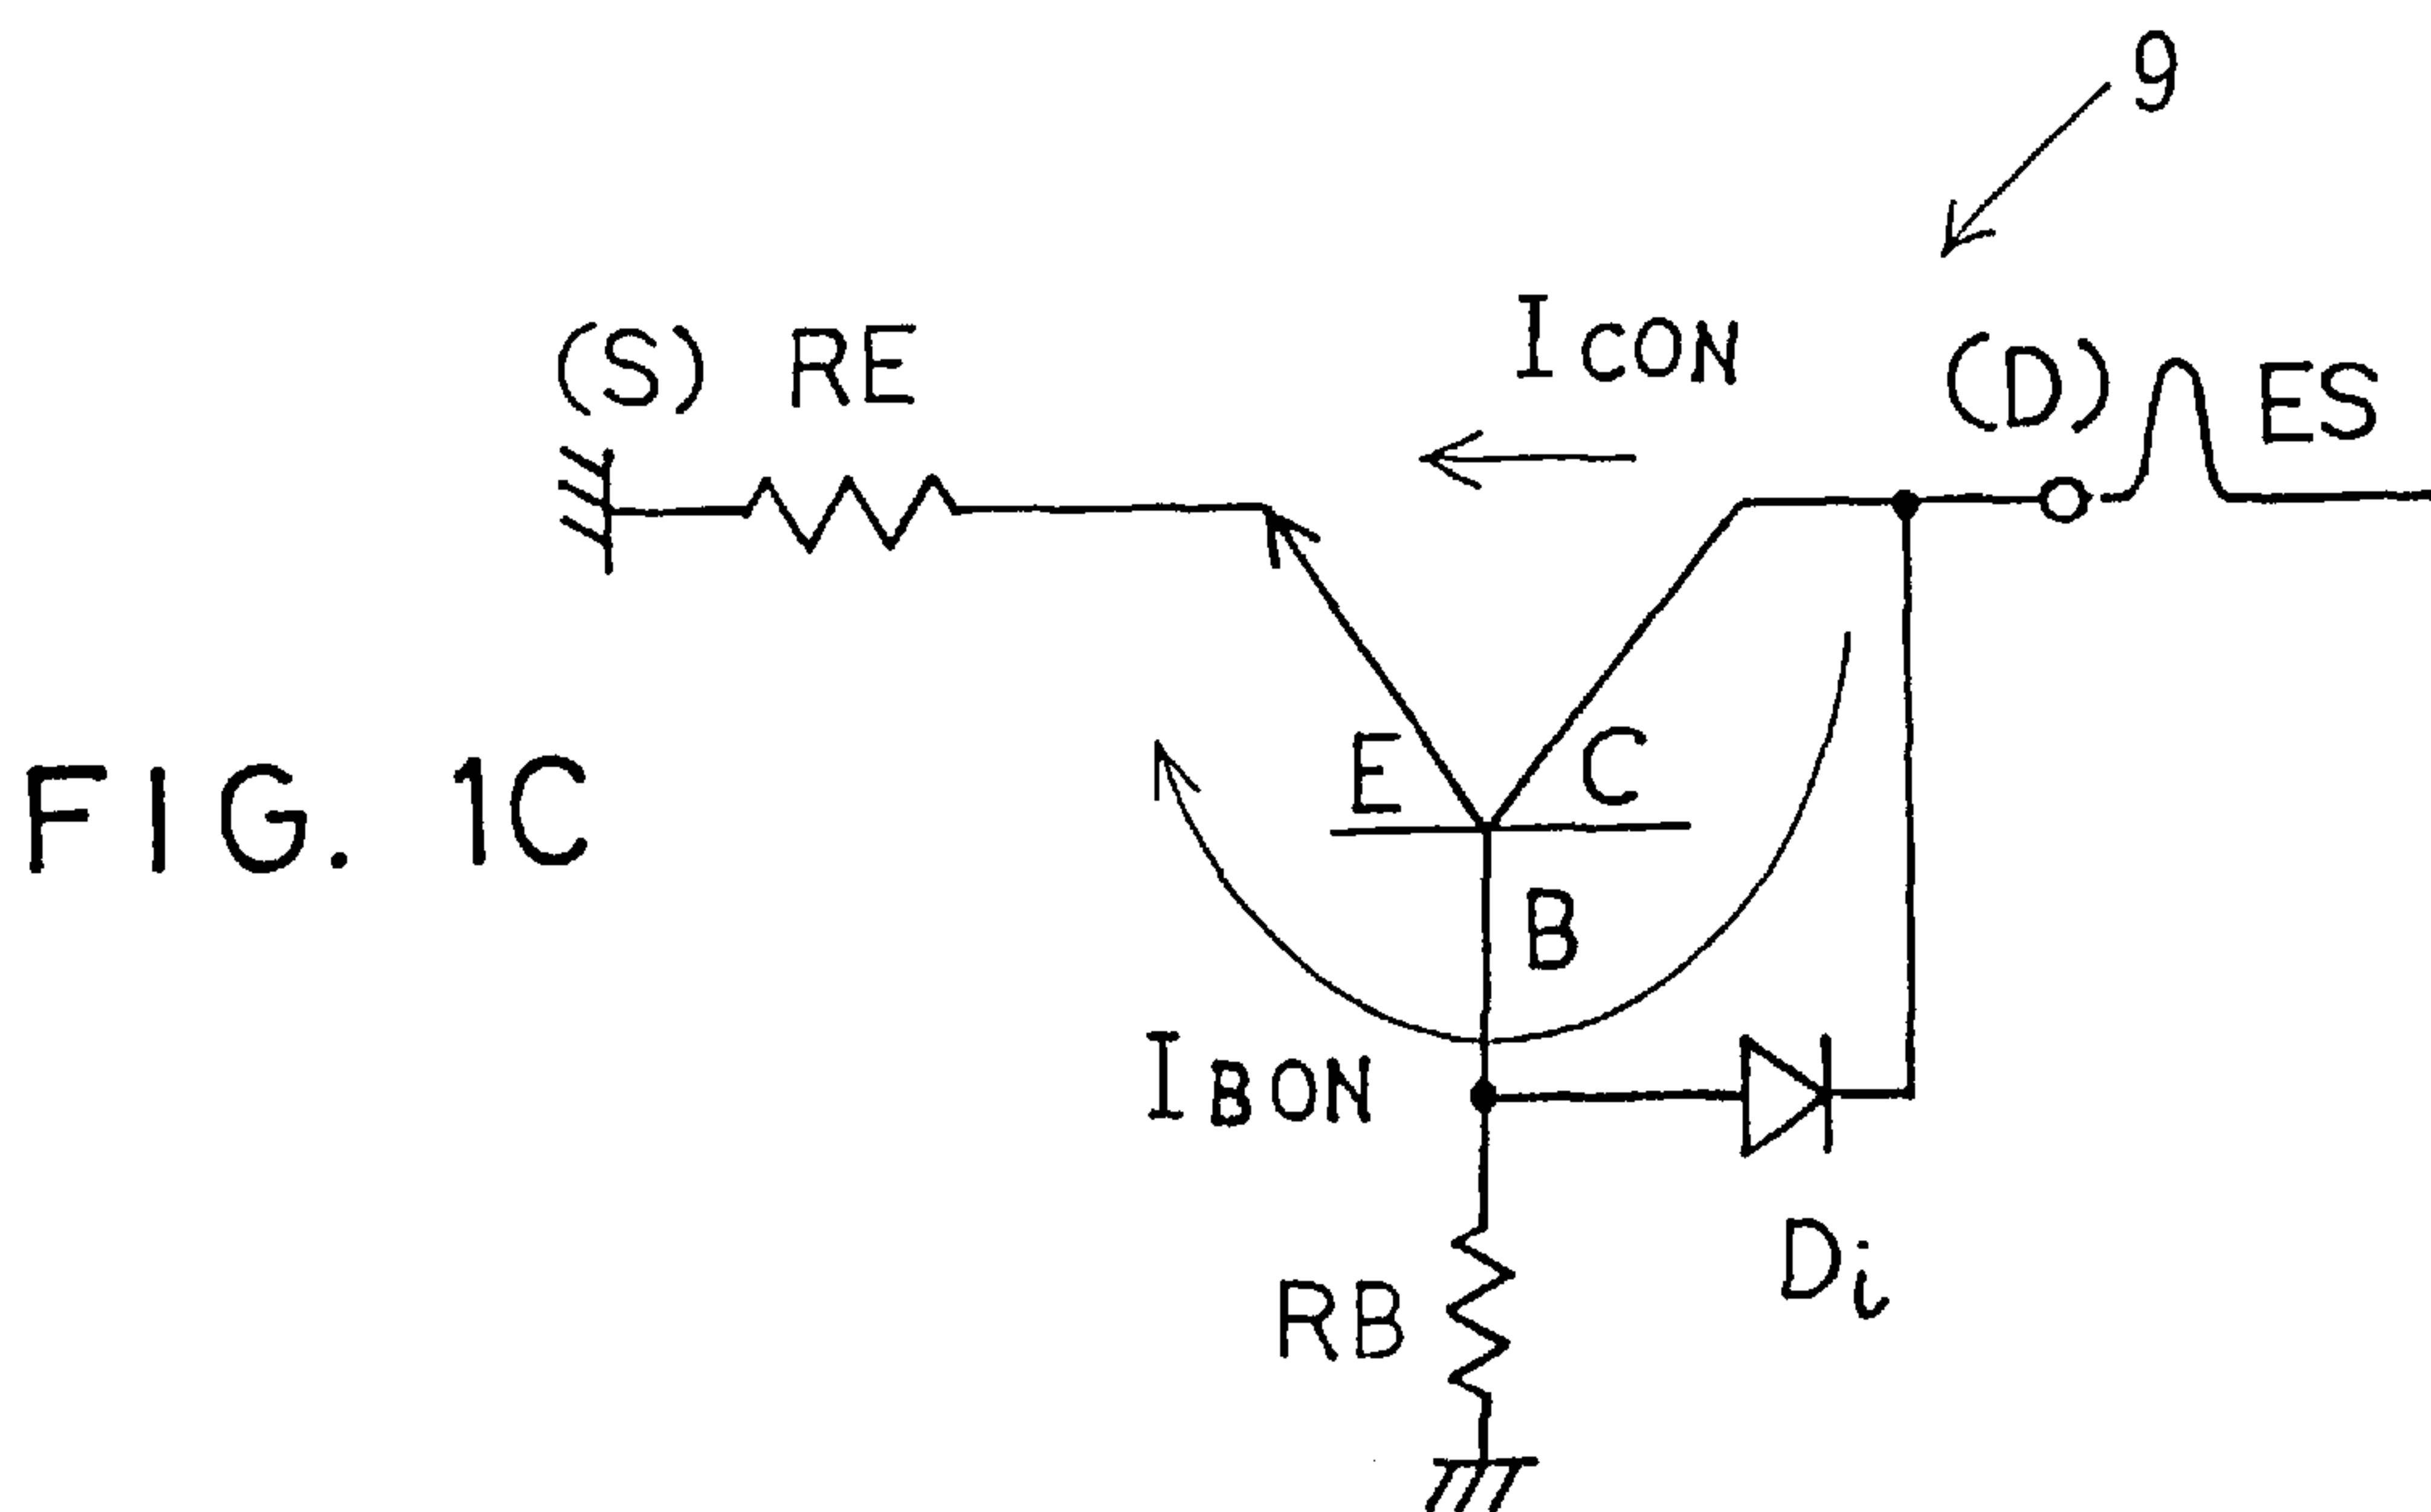 9
(S) RE
ICON
(D)
ES
E
C
FIG. 1C
B
IBON
RB
Di